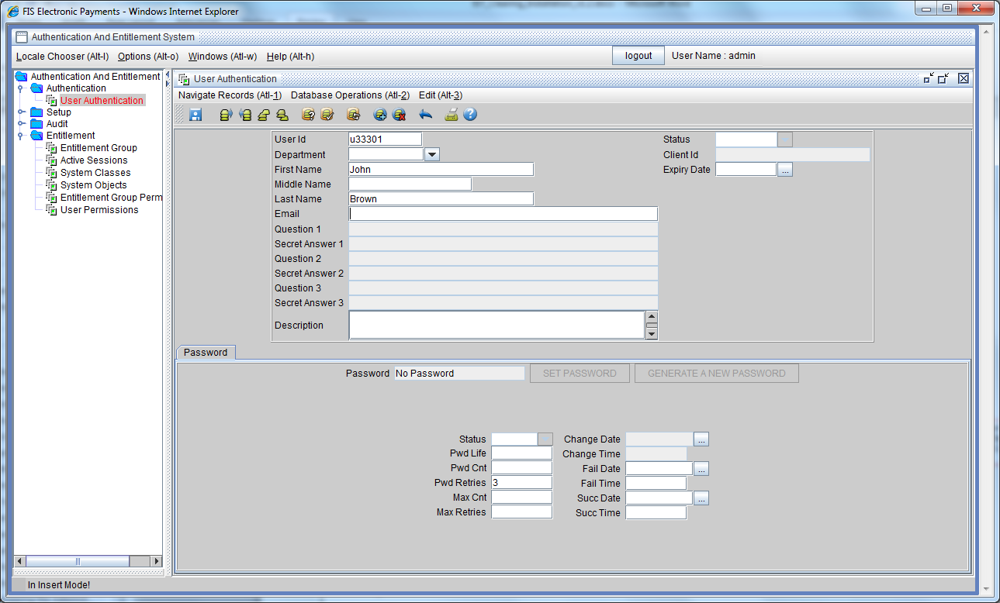 FIS Electronic Payments - Windows Internet Explorer
Authentication And Entitlement System
Locale Chooser (Alt-l) Options (Alt-o) Windows (Atl-w) Help (Alt-h) logout User Name : admin
Authentication And Entitlement
Authentication
User Authentication
Setup
Audit
Entitlement
Entitlement Group
Active Sessions
System Classes
System Objects
Entitlement Group Perm
User Permissions
User Authentication
Navigate Records (Atl-1) Database Operations (Atl-2) Edit (Alt-3)
User Id u33301 Status
Department Client Id
First Name John Expiry Date ...
Middle Name
Last Name Brown
Email
Question 1
Secret Answer 1
Question 2
Secret Answer 2
Question 3
Secret Answer 3
Description
Password
Password No Password SET PASSWORD GENERATE A NEW PASSWORD
Status Change Date ...
Pwd Life Change Time
Pwd Cnt Fail Date ...
Pwd Retries 3 Fail Time
Max Cnt Succ Date ...
Max Retries Succ Time
In Insert Mode!